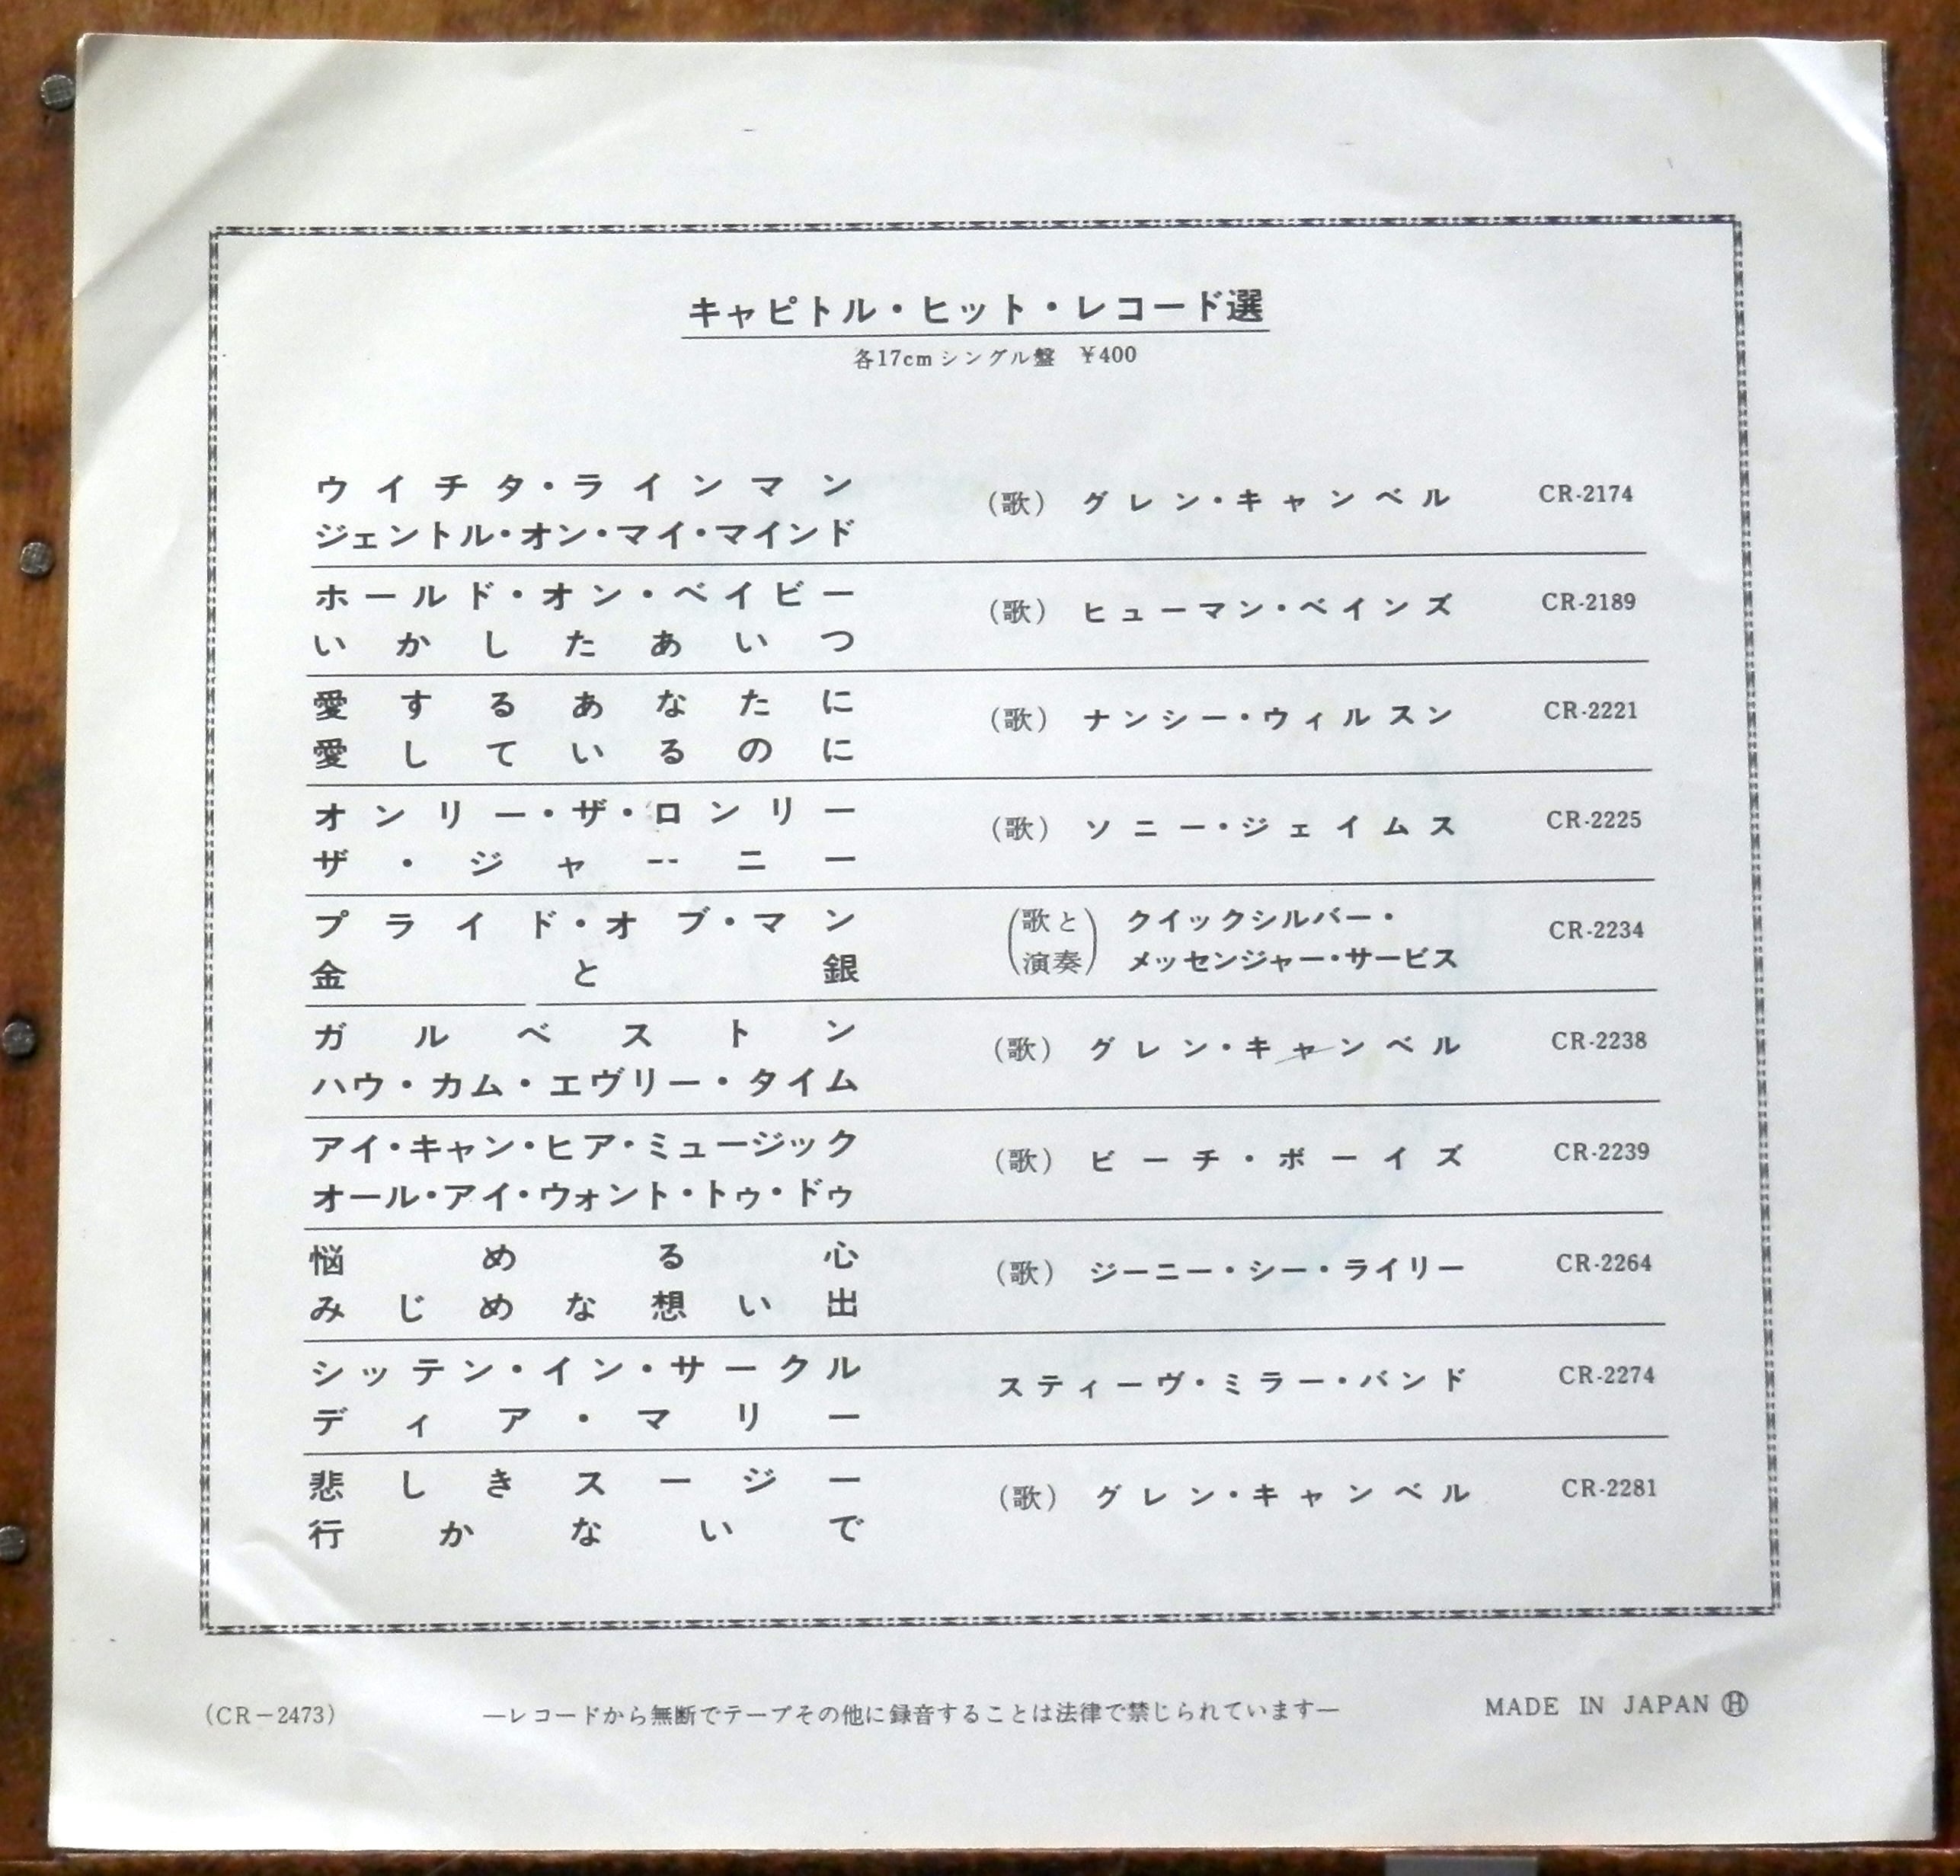 キャピトル・ヒット・レコード選
各17cmシングル盤 ¥400
ウイチタ・ラインマン
ジェントル・オン・マイ・マインド
(歌) グレン・キャンベル CR-2174
ホールド・オン・ベイビー
いかしたあいつ
(歌) ヒューマン・ベインズ CR-2189
愛するあなたに
愛しているのに
(歌) ナンシー・ウィルスン CR-2221
オンリー・ザ・ロンリー
ザ・ジャーニー
(歌) ソニー・ジェイムス CR-2225
プライド・オブ・マン
金と銀
(歌と演奏) クイックシルバー・
メッセンジャー・サービス CR-2234
ガルベストン
ハウ・カム・エヴリー・タイム
(歌) グレン・キャンベル CR-2238
アイ・キャン・ヒア・ミュージック
オール・アイ・ウォント・トゥ・ドゥ
(歌) ビーチ・ボーイズ CR-2239
悩める心
みじめな想い出
(歌) ジーニー・シー・ライリー CR-2264
シッテン・イン・サークル
ディア・マリー
スティーヴ・ミラー・バンド CR-2274
悲しきスージー
行かないで
(歌) グレン・キャンベル CR-2281
(CR-2473) ―レコードから無断でテープその他に録音することは法律で禁じられています― MADE IN JAPAN Ⓗ